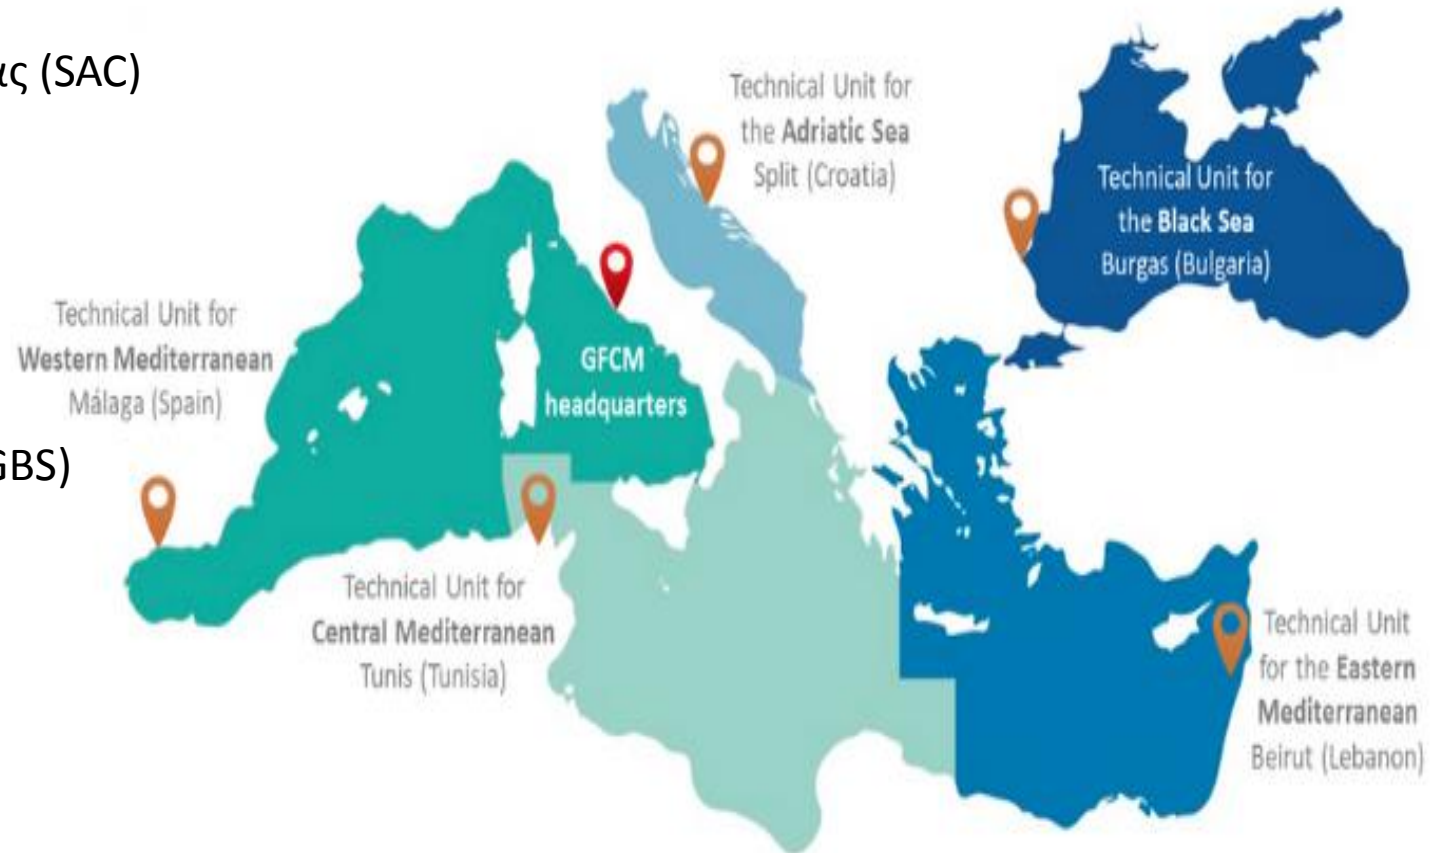 ας (SAC)
Technical Unit for
the Adriatic Sea
Split (Croatia)
Technical Unit for
the Black Sea
Burgas (Bulgaria)
Technical Unit for
Western Mediterranean
Málaga (Spain)
GFCM
headquarters
GBS)
Technical Unit for
Central Mediterranean
Tunis (Tunisia)
Technical Unit
for the Eastern
Mediterranean
Beirut (Lebanon)